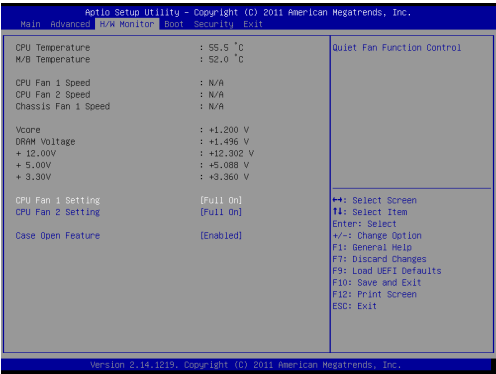 Aptio Setup Utility – Copyright (C) 2011 American Megatrends, Inc.
Main Advanced H/W Monitor Boot Security Exit
CPU Temperature : 55.5 °C
M/B Temperature : 52.0 °C
CPU Fan 1 Speed : N/A
CPU Fan 2 Speed : N/A
Chassis Fan 1 Speed : N/A
Vcore : +1.200 V
DRAM Voltage : +1.496 V
+ 12.00V : +12.302 V
+ 5.00V : +5.088 V
+ 3.30V : +3.360 V
CPU Fan 1 Setting [Full On]
CPU Fan 2 Setting [Full On]
Case Open Feature [Enabled]
Quiet Fan Function Control
↔: Select Screen
↑↓: Select Item
Enter: Select
+/-: Change Option
F1: General Help
F7: Discard Changes
F9: Load UEFI Defaults
F10: Save and Exit
F12: Print Screen
ESC: Exit
Version 2.14.1219. Copyright (C) 2011 American Megatrends, Inc.